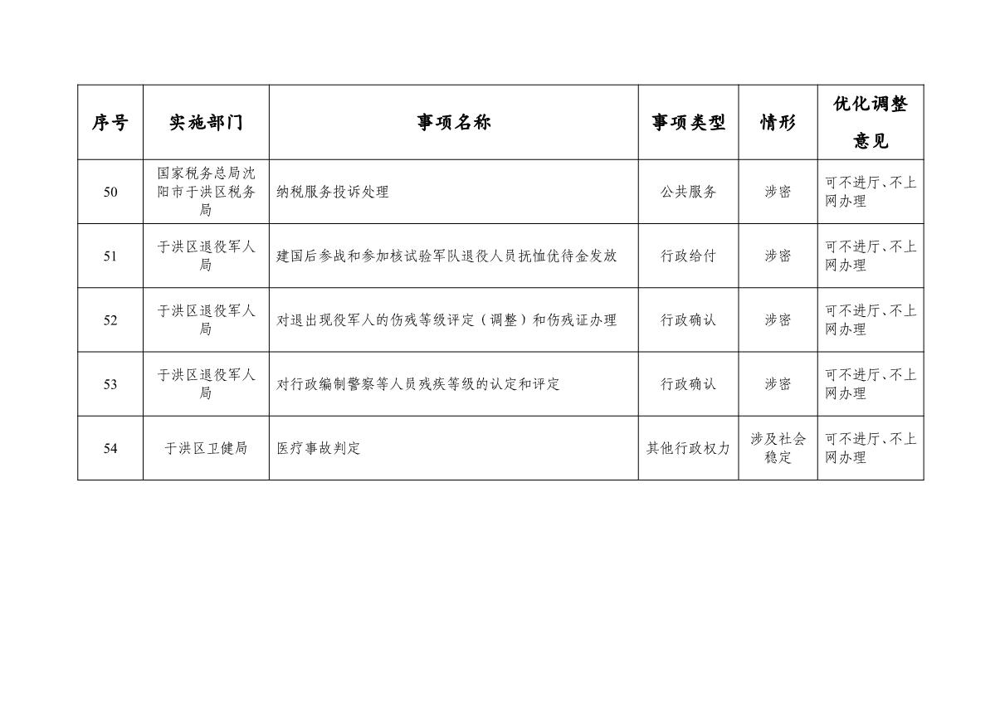 序号 实施部门 事项名称 事项类型 情形 优化调整
意见
50 国家税务总局沈
阳市于洪区税务
局 纳税服务投诉处理 公共服务 涉密 可不进厅、不上
网办理
51 于洪区退役军人
局 建国后参战和参加核试验军队退役人员抚恤优待金发放 行政给付 涉密 可不进厅、不上
网办理
52 于洪区退役军人
局 对退出现役军人的伤残等级评定（调整）和伤残证办理 行政确认 涉密 可不进厅、不上
网办理
53 于洪区退役军人
局 对行政编制警察等人员残疾等级的认定和评定 行政确认 涉密 可不进厅、不上
网办理
54 于洪区卫健局 医疗事故判定 其他行政权力 涉及社会
稳定 可不进厅、不上
网办理